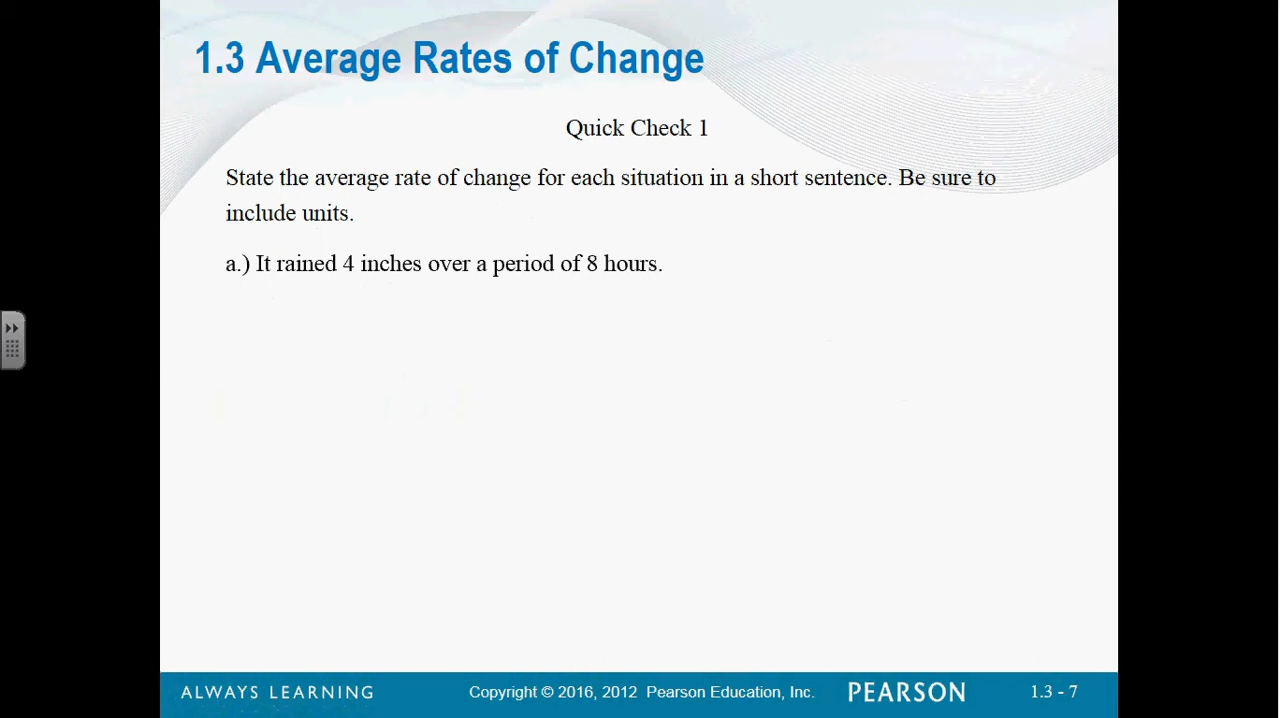 1.3 Average Rates of Change
Quick Check 1
State the average rate of change for each situation in a short sentence. Be sure to
include units.
a.) It rained 4 inches over a period of 8 hours.
ALWAYS LEARNING
Copyright © 2016, 2012 Pearson Education, Inc.
PEARSON
1.3 - 7